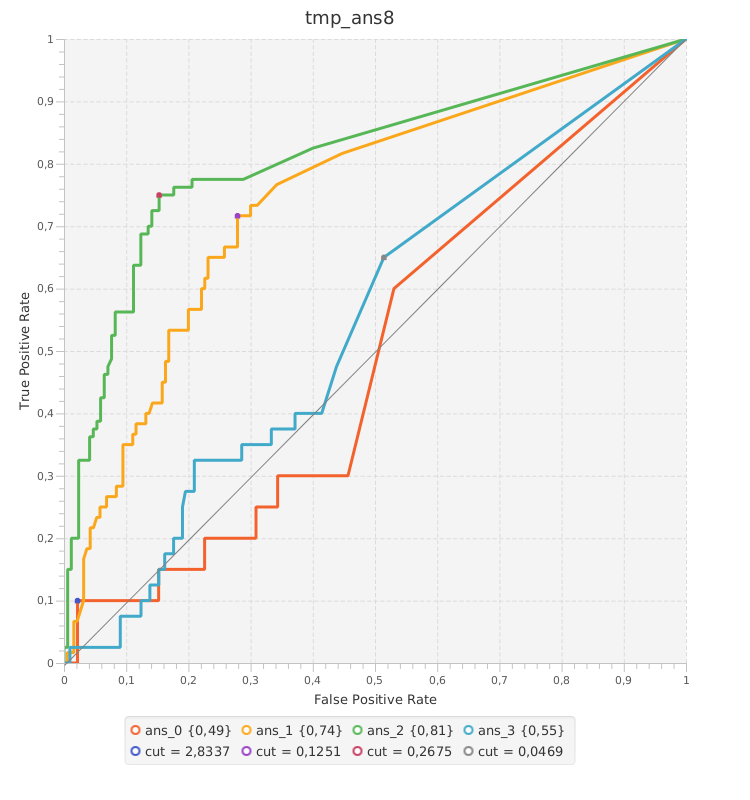 tmp_ans8
1
0,9
0,8
0,7
0,6
0,5
0,4
0,3
0,2
0,1
0
True Positive Rate
0 0,1 0,2 0,3 0,4 0,5 0,6 0,7 0,8 0,9 1
False Positive Rate
ans_0 {0,49} ans_1 {0,74} ans_2 {0,81} ans_3 {0,55}
cut = 2,8337 cut = 0,1251 cut = 0,2675 cut = 0,0469